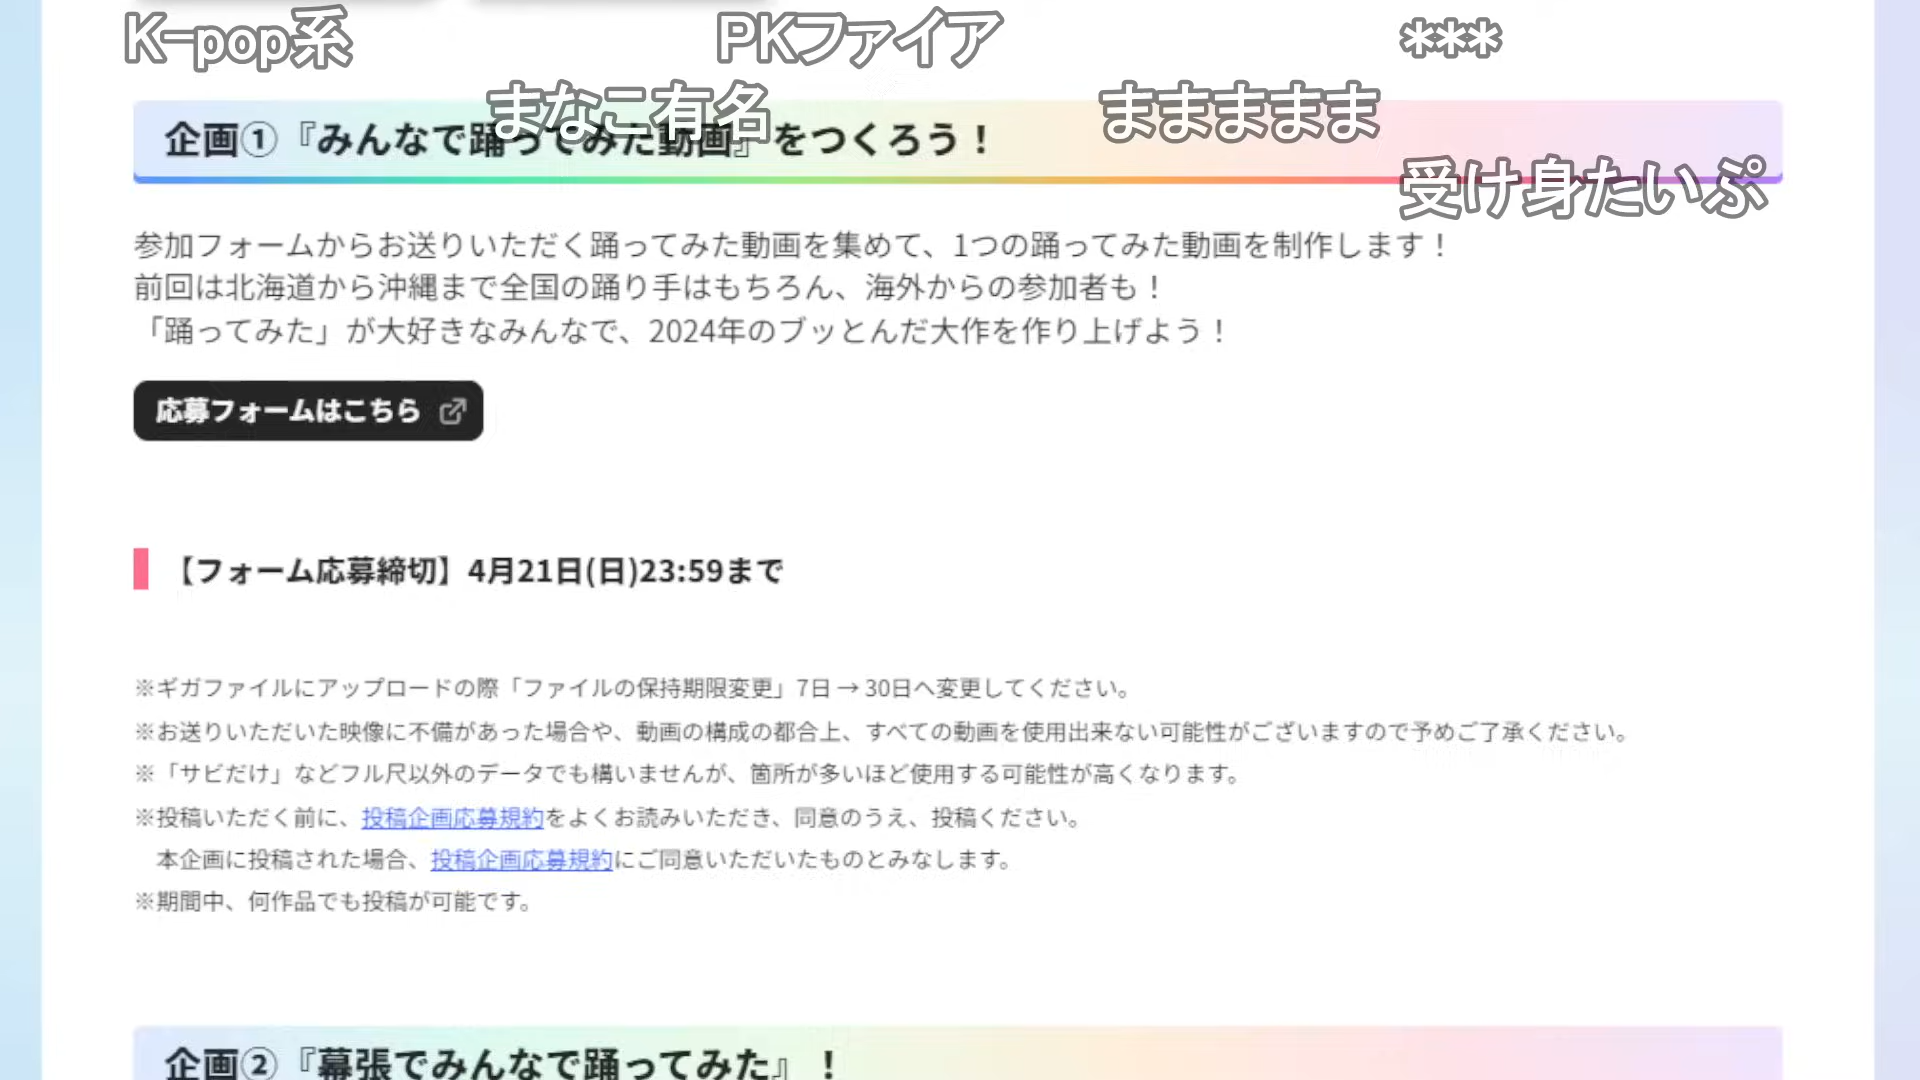 K-pop系
PKファイア
***
まなこ有名
ままままま
企画①『みんなで踊ってみた動画』をつくろう！
受け身たいぷ
参加フォームからお送りいただく踊ってみた動画を集めて、1つの踊ってみた動画を制作します！
前回は北海道から沖縄まで全国の踊り手はもちろん、海外からの参加者も！
「踊ってみた」が大好きなみんなで、2024年のブッとんだ大作を作り上げよう！
応募フォームはこちら
【フォーム応募締切】4月21日(日)23:59まで
※ギガファイルにアップロードの際「ファイルの保持期限変更」7日 → 30日へ変更してください。
※お送りいただいた映像に不備があった場合や、動画の構成の都合上、すべての動画を使用出来ない可能性がございますので予めご了承ください。
※「サビだけ」などフル尺以外のデータでも構いませんが、箇所が多いほど使用する可能性が高くなります。
※投稿いただく前に、投稿企画応募規約をよくお読みいただき、同意のうえ、投稿ください。
本企画に投稿された場合、投稿企画応募規約にご同意いただいたものとみなします。
※期間中、何作品でも投稿が可能です。
企画②『幕張でみんなで踊ってみた』！